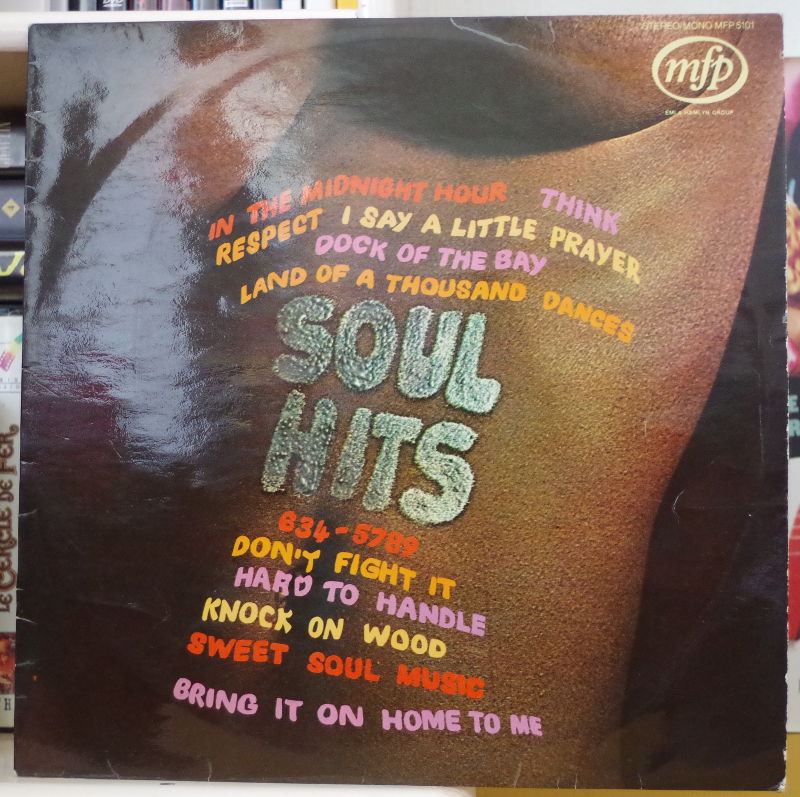 STEREO/MONO MFP 5101
mfp
EMI & HAMLYN GROUP
IN THE MIDNIGHT HOUR THINK
RESPECT I SAY A LITTLE PRAYER
DOCK OF THE BAY
LAND OF A THOUSAND DANCES
SOUL
HITS
634-5789
DON'T FIGHT IT
HARD TO HANDLE
KNOCK ON WOOD
SWEET SOUL MUSIC
BRING IT ON HOME TO ME
LE CERCLE DE FER